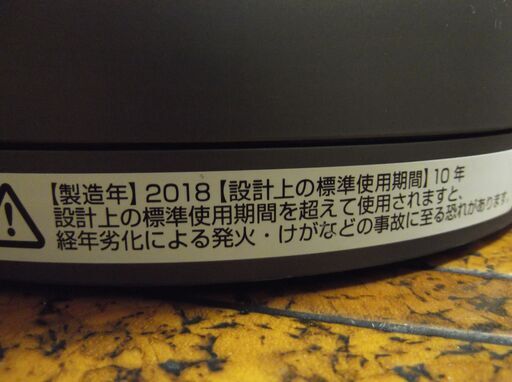 【製造年】2018【設計上の標準使用期間】10年
設計上の標準使用期間を超えて使用されますと、
経年劣化による発火・けがなどの事故に至る恐れがあります。